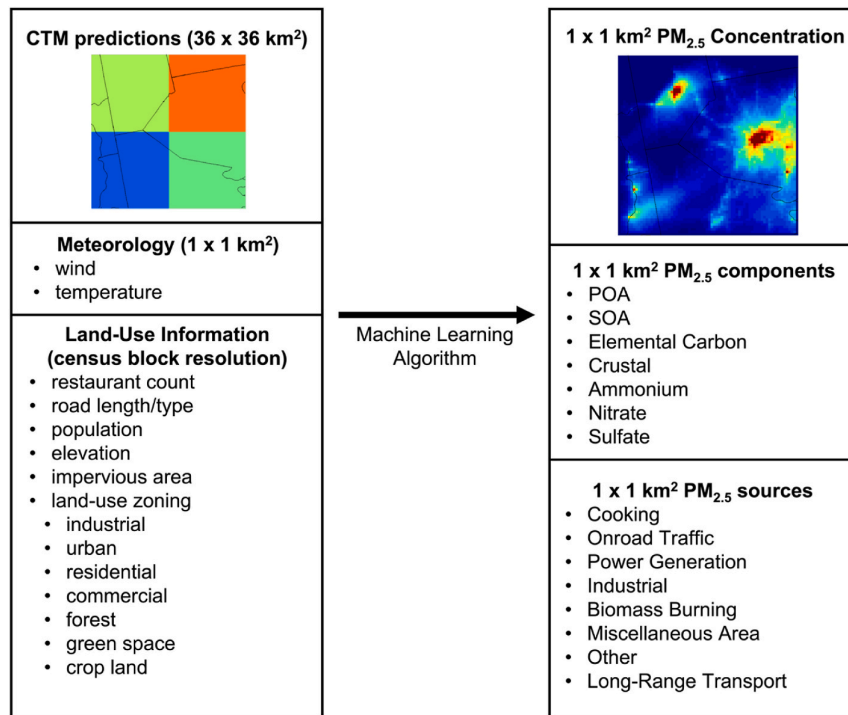 CTM predictions (36 x 36 km²)
Meteorology (1 x 1 km²)
• wind
• temperature
Land-Use Information
(census block resolution)
• restaurant count
• road length/type
• population
• elevation
• impervious area
• land-use zoning
• industrial
• urban
• residential
• commercial
• forest
• green space
• crop land
Machine Learning
Algorithm
1 x 1 km² PM₂.₅ Concentration
1 x 1 km² PM₂.₅ components
• POA
• SOA
• Elemental Carbon
• Crustal
• Ammonium
• Nitrate
• Sulfate
1 x 1 km² PM₂.₅ sources
• Cooking
• Onroad Traffic
• Power Generation
• Industrial
• Biomass Burning
• Miscellaneous Area
• Other
• Long-Range Transport